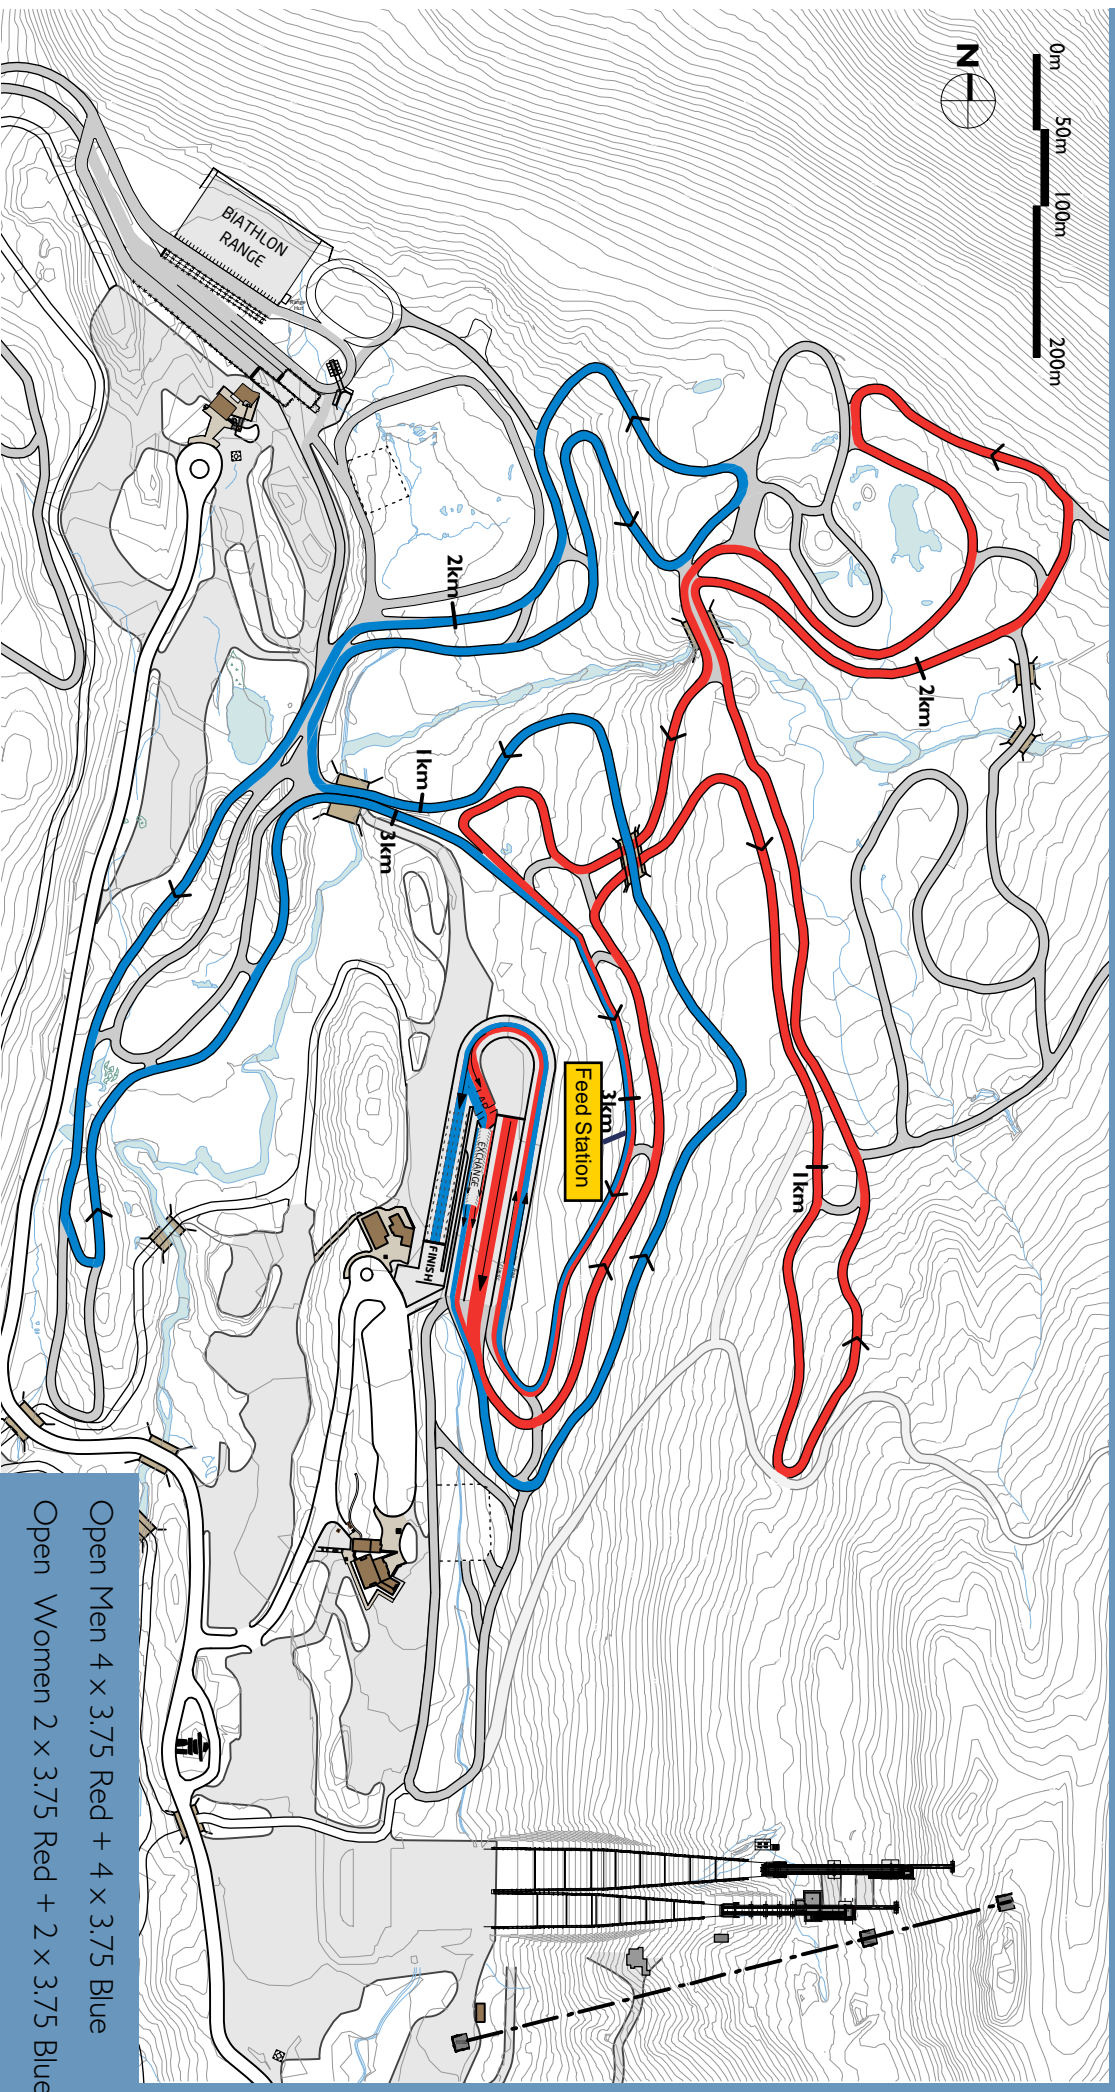 0m
50m
100m
200m
N
BIATHLON
RANGE
2km
2km
1km
3km
3km
Feed Station
1km
LAP
EXCHANGE
FINISH
Open Men 4 x 3.75 Red + 4 x 3.75 Blue
Open Women 2 x 3.75 Red + 2 x 3.75 Blue